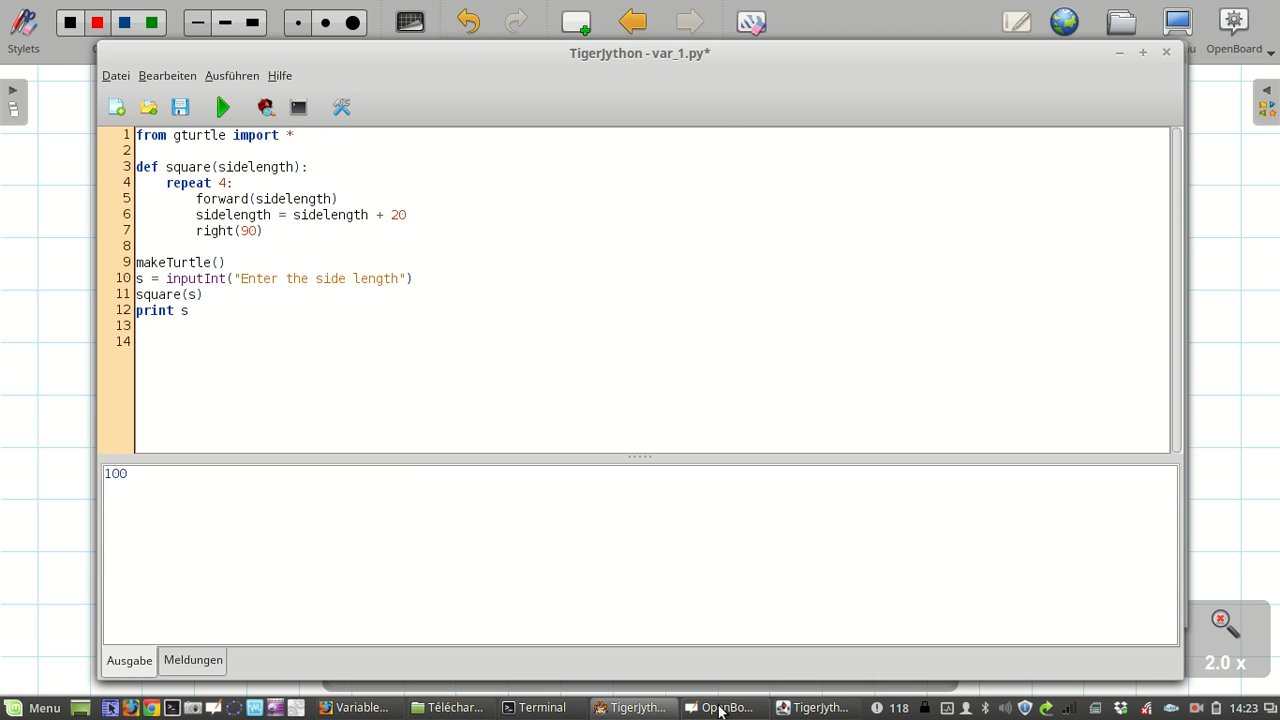 Stylets
OpenBoard
TigerJython - var_1.py*
Datei Bearbeiten Ausführen Hilfe
1 from gturtle import *
2
3 def square(sidelength):
4 repeat 4:
5 forward(sidelength)
6 sidelength = sidelength + 20
7 right(90)
8
9 makeTurtle()
10 s = inputInt("Enter the side length")
11 square(s)
12 print s
13
14
100
Ausgabe Meldungen
2.0 x
Menu Variable... Téléchar... Terminal TigerJyth... OpenBo... TigerJyth... 118 14:23